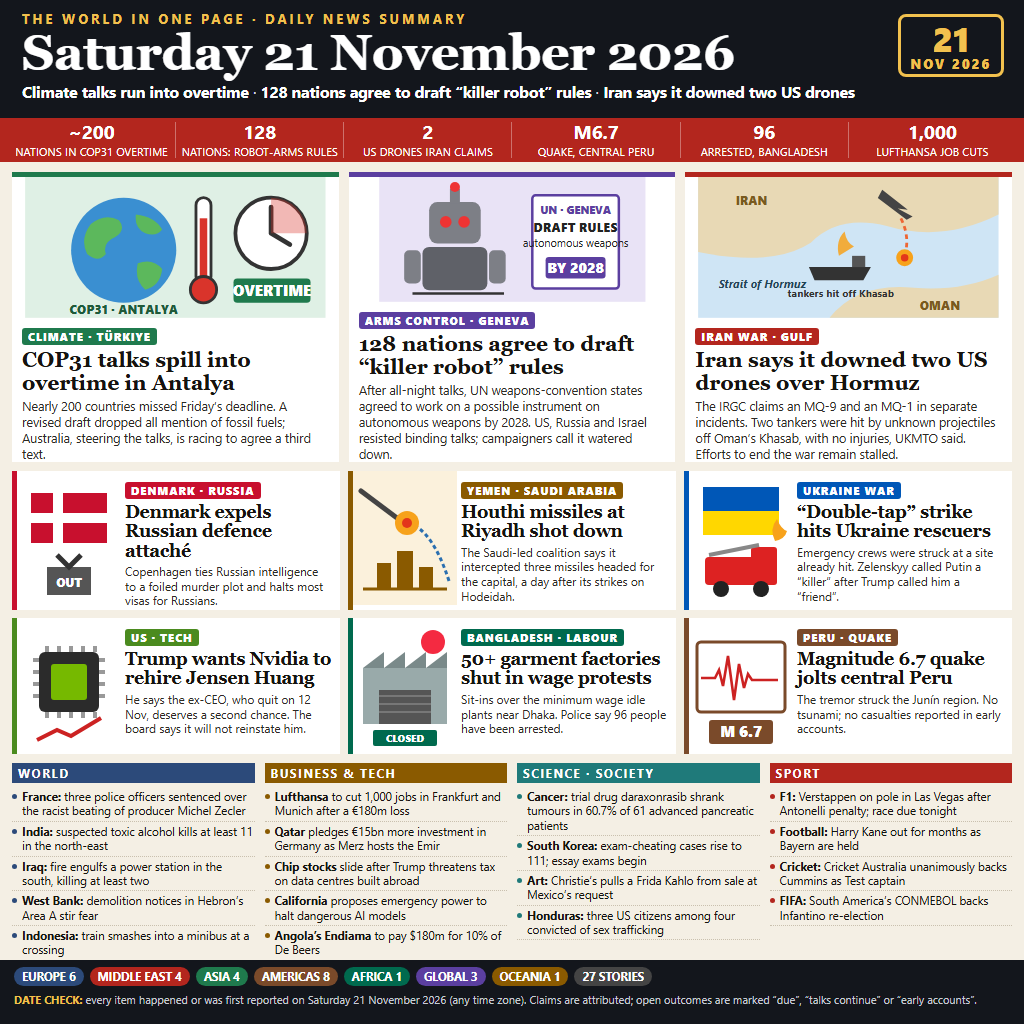 THE WORLD IN ONE PAGE · DAILY NEWS SUMMARY
Saturday 21 November 2026
Climate talks run into overtime · 128 nations agree to draft “killer robot” rules · Iran says it downed two US drones
21
NOV 2026
~200
NATIONS IN COP31 OVERTIME
128
NATIONS: ROBOT-ARMS RULES
2
US DRONES IRAN CLAIMS
M6.7
QUAKE, CENTRAL PERU
96
ARRESTED, BANGLADESH
1,000
LUFTHANSA JOB CUTS
OVERTIME
COP31 · ANTALYA
CLIMATE · TÜRKIYE
COP31 talks spill into
overtime in Antalya
Nearly 200 countries missed Friday’s deadline. A
revised draft dropped all mention of fossil fuels;
Australia, steering the talks, is racing to agree a third
text.
UN · GENEVA
DRAFT RULES
autonomous weapons
BY 2028
ARMS CONTROL · GENEVA
128 nations agree to draft
“killer robot” rules
After all-night talks, UN weapons-convention states
agreed to work on a possible instrument on
autonomous weapons by 2028. US, Russia and Israel
resisted binding talks; campaigners call it watered
down.
IRAN
Strait of Hormuz
tankers hit off Khasab
OMAN
IRAN WAR · GULF
Iran says it downed two US
drones over Hormuz
The IRGC claims an MQ-9 and an MQ-1 in separate
incidents. Two tankers were hit by unknown projectiles
off Oman’s Khasab, with no injuries, UKMTO said.
Efforts to end the war remain stalled.
OUT
DENMARK · RUSSIA
Denmark expels
Russian defence
attaché
Copenhagen ties Russian intelligence
to a foiled murder plot and halts most
visas for Russians.
YEMEN · SAUDI ARABIA
Houthi missiles at
Riyadh shot down
The Saudi-led coalition says it
intercepted three missiles headed for
the capital, a day after its strikes on
Hodeidah.
UKRAINE WAR
“Double-tap” strike
hits Ukraine rescuers
Emergency crews were struck at a site
already hit. Zelenskyy called Putin a
“killer” after Trump called him a
“friend”.
US · TECH
Trump wants Nvidia to
rehire Jensen Huang
He says the ex-CEO, who quit on 12
Nov, deserves a second chance. The
board says it will not reinstate him.
CLOSED
BANGLADESH · LABOUR
50+ garment factories
shut in wage protests
Sit-ins over the minimum wage idle
plants near Dhaka. Police say 96 people
have been arrested.
M 6.7
PERU · QUAKE
Magnitude 6.7 quake
jolts central Peru
The tremor struck the Junín region. No
tsunami; no casualties reported in early
accounts.
WORLD
France: three police officers sentenced over
the racist beating of producer Michel Zecler
India: suspected toxic alcohol kills at least 11
in the north-east
Iraq: fire engulfs a power station in the
south, killing at least two
West Bank: demolition notices in Hebron’s
Area A stir fear
Indonesia: train smashes into a minibus at a
crossing
BUSINESS & TECH
Lufthansa to cut 1,000 jobs in Frankfurt and
Munich after a €180m loss
Qatar pledges €15bn more investment in
Germany as Merz hosts the Emir
Chip stocks slide after Trump threatens tax
on data centres built abroad
California proposes emergency power to
halt dangerous AI models
Angola’s Endiama to pay $180m for 10% of
De Beers
SCIENCE · SOCIETY
Cancer: trial drug daraxonrasib shrank
tumours in 60.7% of 61 advanced pancreatic
patients
South Korea: exam-cheating cases rise to
111; essay exams begin
Art: Christie’s pulls a Frida Kahlo from sale at
Mexico’s request
Honduras: three US citizens among four
convicted of sex trafficking
SPORT
F1: Verstappen on pole in Las Vegas after
Antonelli penalty; race due tonight
Football: Harry Kane out for months as
Bayern are held
Cricket: Cricket Australia unanimously backs
Cummins as Test captain
FIFA: South America’s CONMEBOL backs
Infantino re-election
EUROPE 6
MIDDLE EAST 4
ASIA 4
AMERICAS 8
AFRICA 1
GLOBAL 3
OCEANIA 1
27 STORIES
DATE CHECK: every item happened or was first reported on Saturday 21 November 2026 (any time zone). Claims are attributed; open outcomes are marked “due”, “talks continue” or “early accounts”.